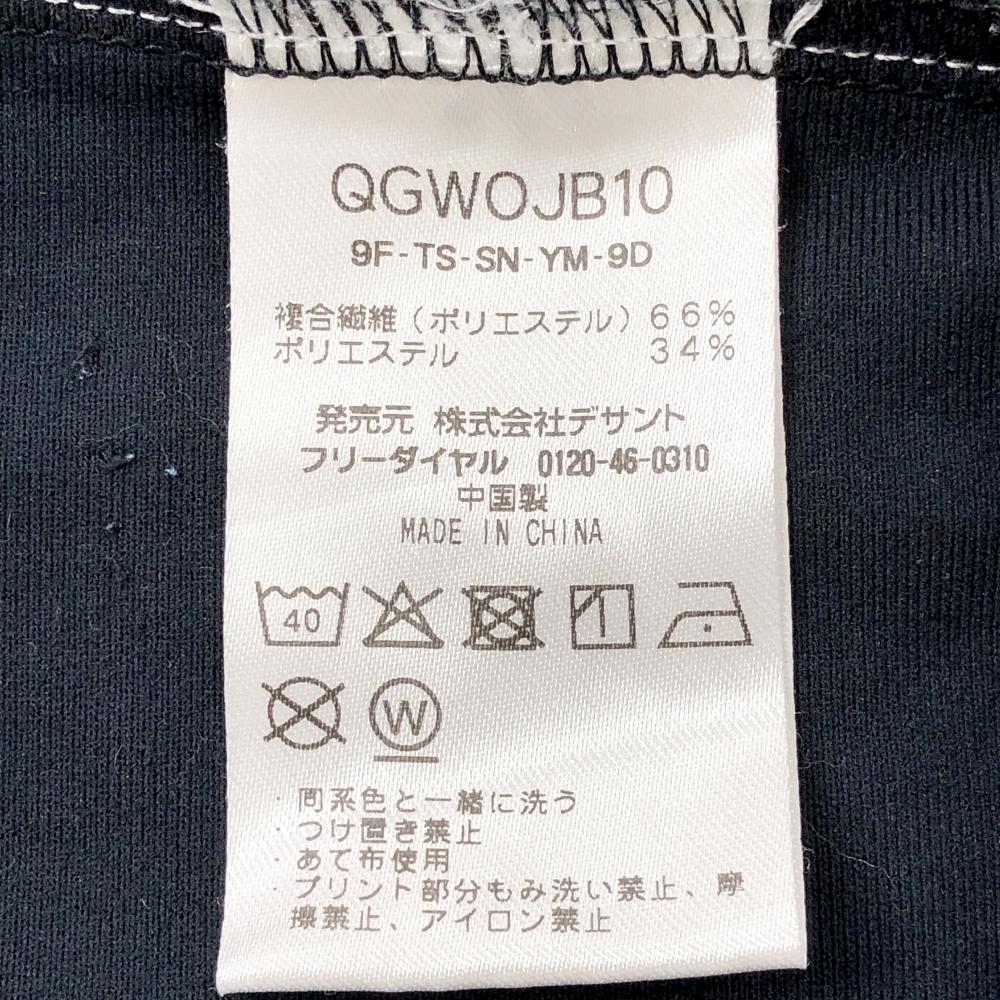 QGWOJB10
9F-TS-SN-YM-9D
複合繊維(ポリエステル) 66%
ポリエステル 34%
発売元 株式会社デサント
フリーダイヤル 0120-46-0310
中国製
MADE IN CHINA
40
W
・同系色と一緒に洗う
・つけ置き禁止
・あて布使用
・プリント部分もみ洗い禁止、摩
擦禁止、アイロン禁止